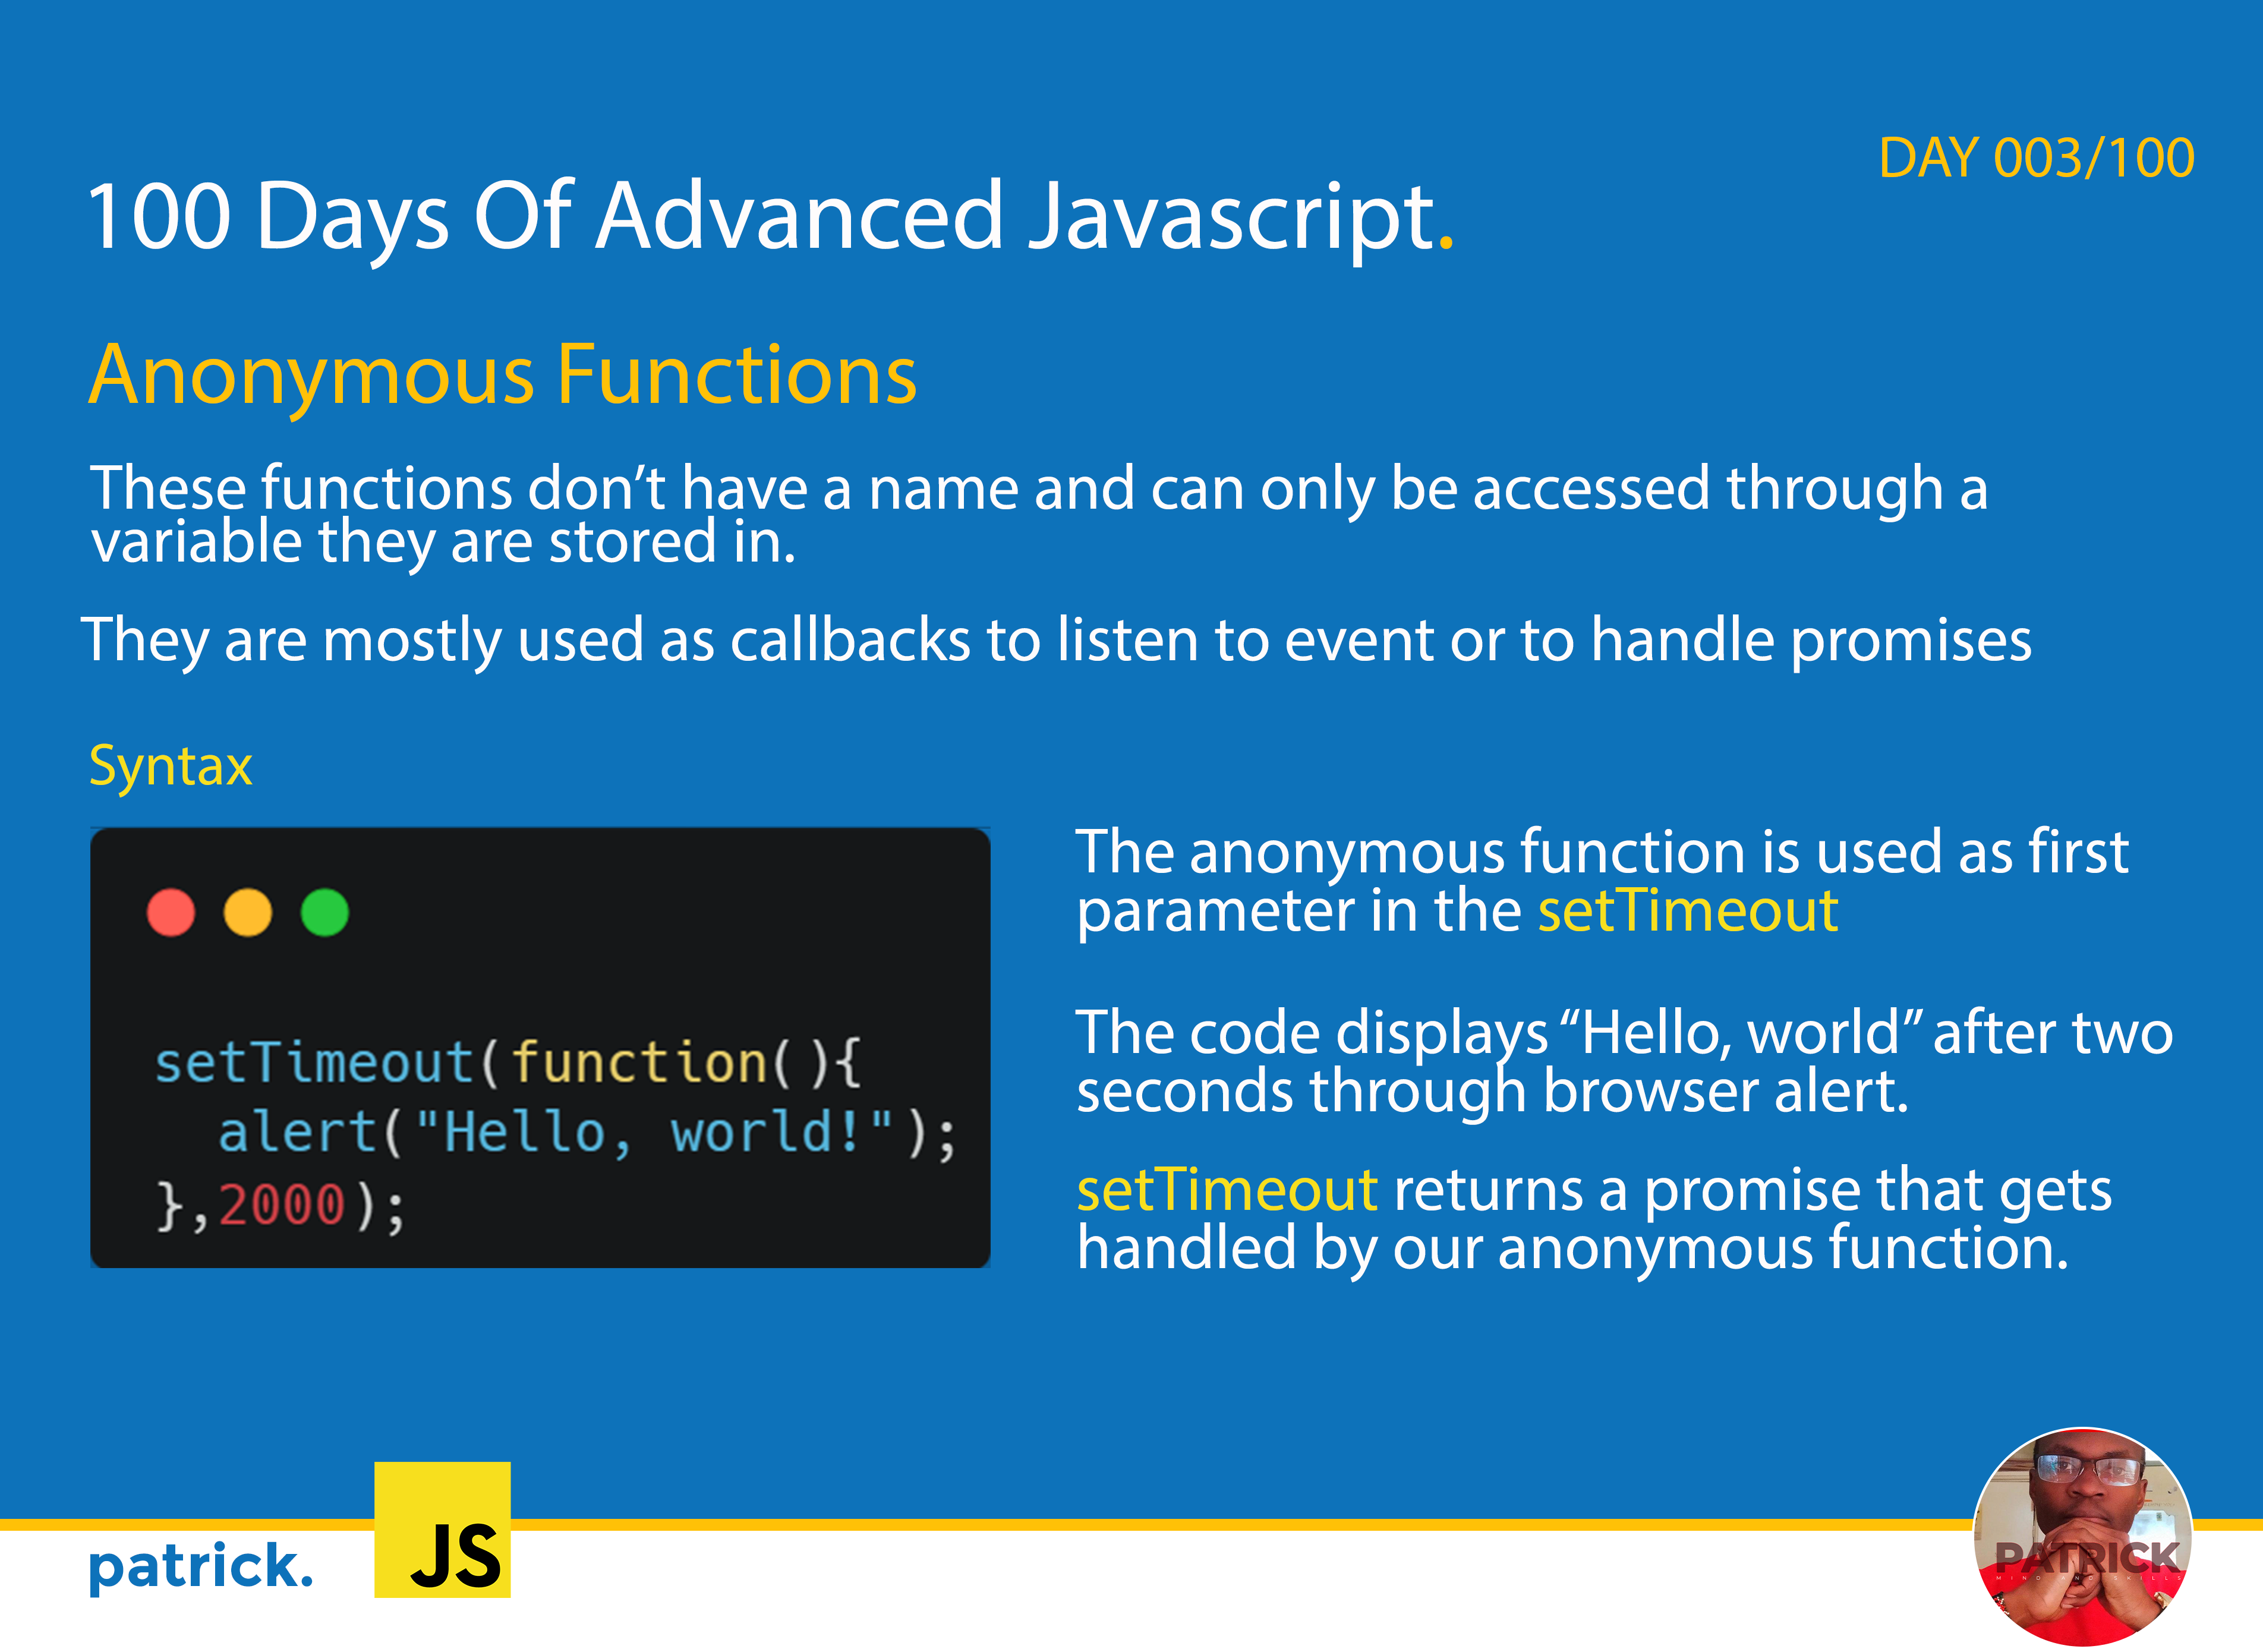 DAY 003/100
100 Days Of Advanced Javascript.
Anonymous Functions
These functions don’t have a name and can only be accessed through a
variable they are stored in.
They are mostly used as callbacks to listen to event or to handle promises
Syntax
setTimeout(function(){
  alert("Hello, world!");
},2000);
The anonymous function is used as first
parameter in the setTimeout
The code displays “Hello, world” after two
seconds through browser alert.
setTimeout returns a promise that gets
handled by our anonymous function.
patrick.
JS
PATRICK
MIND AND SKILLS